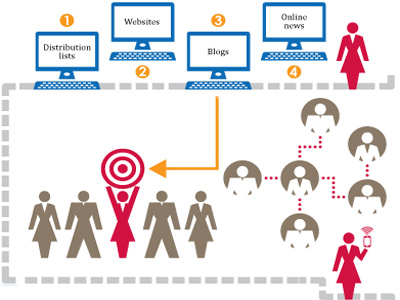 1
Distribution
lists
Websites
2
3
Blogs
Online
news
4